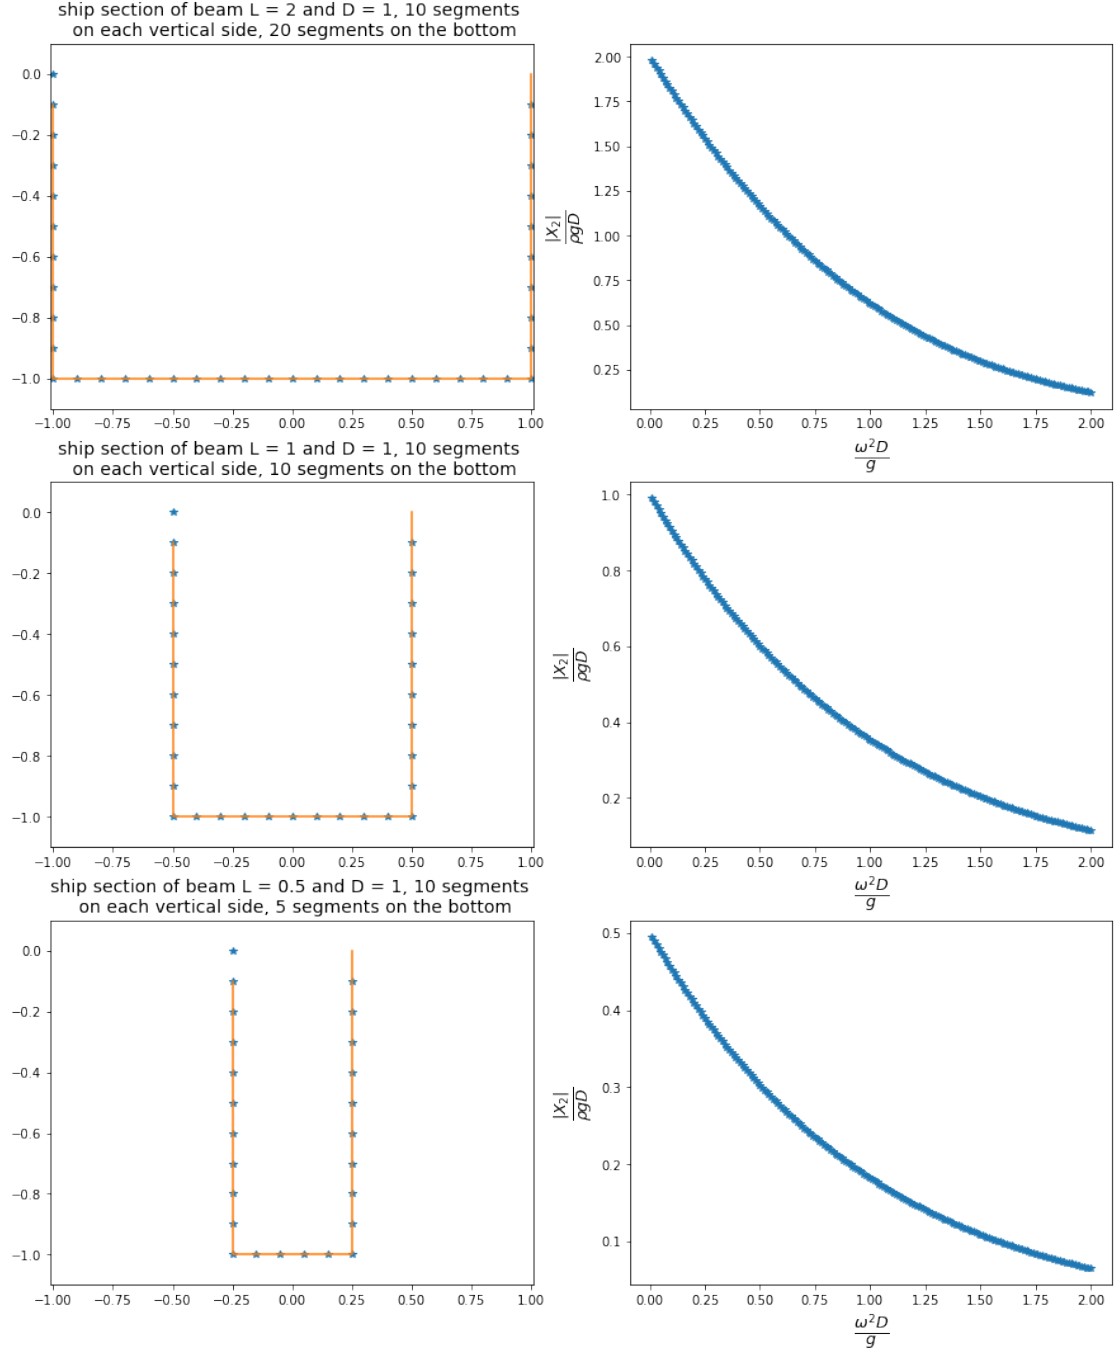 ship section of beam L = 2 and D = 1, 10 segments
on each vertical side, 20 segments on the bottom
0.0
−0.2
−0.4
−0.6
−0.8
−1.0
−1.00 −0.75 −0.50 −0.25 0.00 0.25 0.50 0.75 1.00
2.00
1.75
1.50
1.25
1.00
0.75
0.50
0.25
|X₂| / ρgD
0.00 0.25 0.50 0.75 1.00 1.25 1.50 1.75 2.00
ω²D / g
ship section of beam L = 1 and D = 1, 10 segments
on each vertical side, 10 segments on the bottom
0.0
−0.2
−0.4
−0.6
−0.8
−1.0
−1.00 −0.75 −0.50 −0.25 0.00 0.25 0.50 0.75 1.00
1.0
0.8
0.6
0.4
0.2
|X₂| / ρgD
0.00 0.25 0.50 0.75 1.00 1.25 1.50 1.75 2.00
ω²D / g
ship section of beam L = 0.5 and D = 1, 10 segments
on each vertical side, 5 segments on the bottom
0.0
−0.2
−0.4
−0.6
−0.8
−1.0
−1.00 −0.75 −0.50 −0.25 0.00 0.25 0.50 0.75 1.00
0.5
0.4
0.3
0.2
0.1
|X₂| / ρgD
0.00 0.25 0.50 0.75 1.00 1.25 1.50 1.75 2.00
ω²D / g